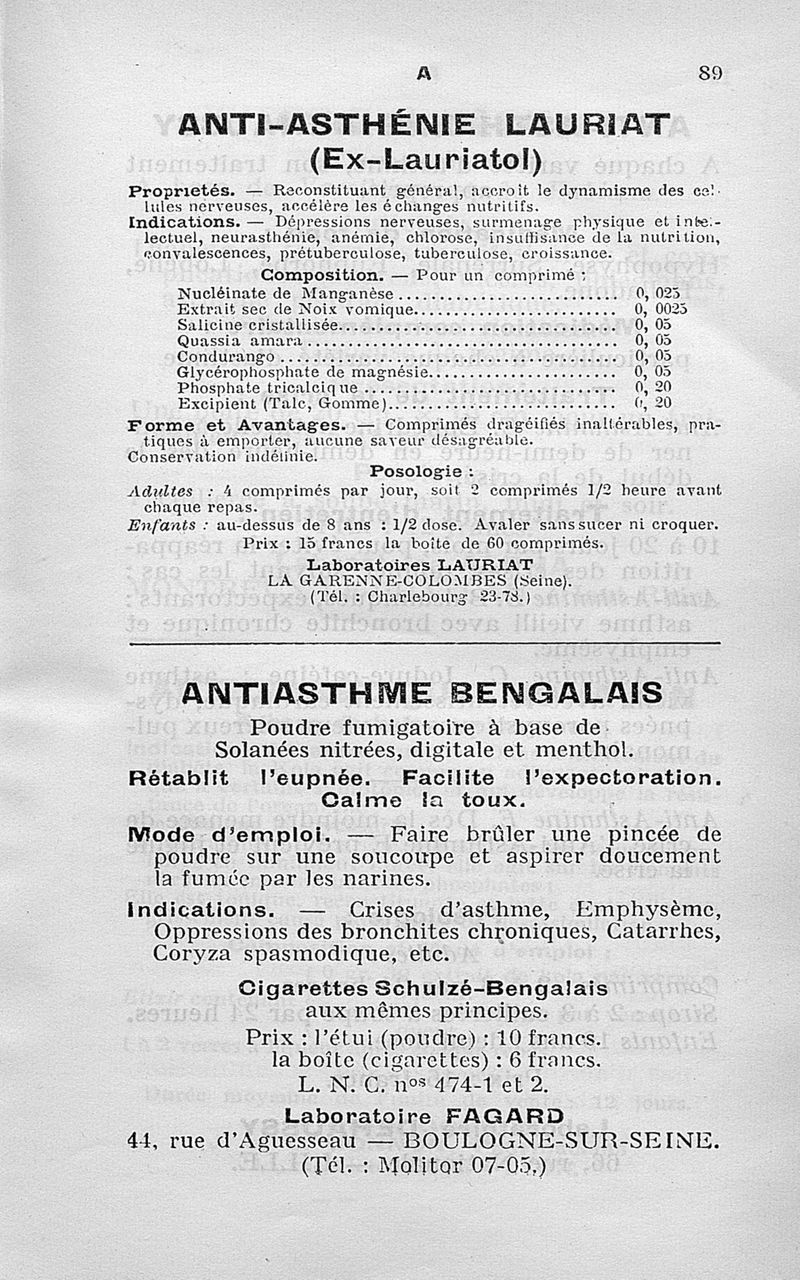 A 89
ANTI-ASTHÉNIE LAURIAT
(Ex-Lauriatol)
Proprietés. — Reconstituant général, accroit le dynamisme des cel-
lules nerveuses, accélère les échanges nutritifs.
Indications. — Dépressions nerveuses, surmenage physique et intel-
lectuel, neurasthénie, anémie, chlorose, insuffisance de la nutrition,
convalescences, prétuberculose, tuberculose, croissance.
Composition. — Pour un comprimé :
Nucléinate de Manganèse ........................... 0, 025
Extrait sec de Noix vomique......................... 0, 0025
Salicine cristallisée.................................. 0, 05
Quassia amara ...................................... 0, 05
Condurango ......................................... 0, 05
Glycérophosphate de magnésie....................... 0, 05
Phosphate tricalcique ............................... 0, 20
Excipient (Talc, Gomme)............................ 0, 20
Forme et Avantages. — Comprimés dragéifiés inaltérables, pra-
tiques à emporter, aucune saveur désagréable.
Conservation indéfinie.
Posologie :
Adultes : 4 comprimés par jour, soit 2 comprimés 1/2 heure avant
chaque repas.
Enfants : au-dessus de 8 ans : 1/2 dose. Avaler sans sucer ni croquer.
Prix : 15 francs la boîte de 60 comprimés.
Laboratoires LAURIAT
LA GARENNE-COLOMBES (Seine).
(Tél. : Charlebourg 23-78.)
ANTIASTHME BENGALAIS
Poudre fumigatoire à base de
Solanées nitrées, digitale et menthol.
Rétablit l'eupnée. Facilite l'expectoration.
Calme la toux.
Mode d'emploi. — Faire brûler une pincée de
poudre sur une soucoupe et aspirer doucement
la fumée par les narines.
Indications. — Crises d'asthme, Emphysème,
Oppressions des bronchites chroniques, Catarrhes,
Coryza spasmodique, etc.
Cigarettes Schulzé-Bengalais
aux mêmes principes.
Prix : l'étui (poudre) : 10 francs.
la boîte (cigarettes) : 6 francs.
L. N. C. nos 474-1 et 2.
Laboratoire FAGARD
44, rue d'Aguesseau — BOULOGNE-SUR-SEINE.
(Tél. : Molitor 07-05.)